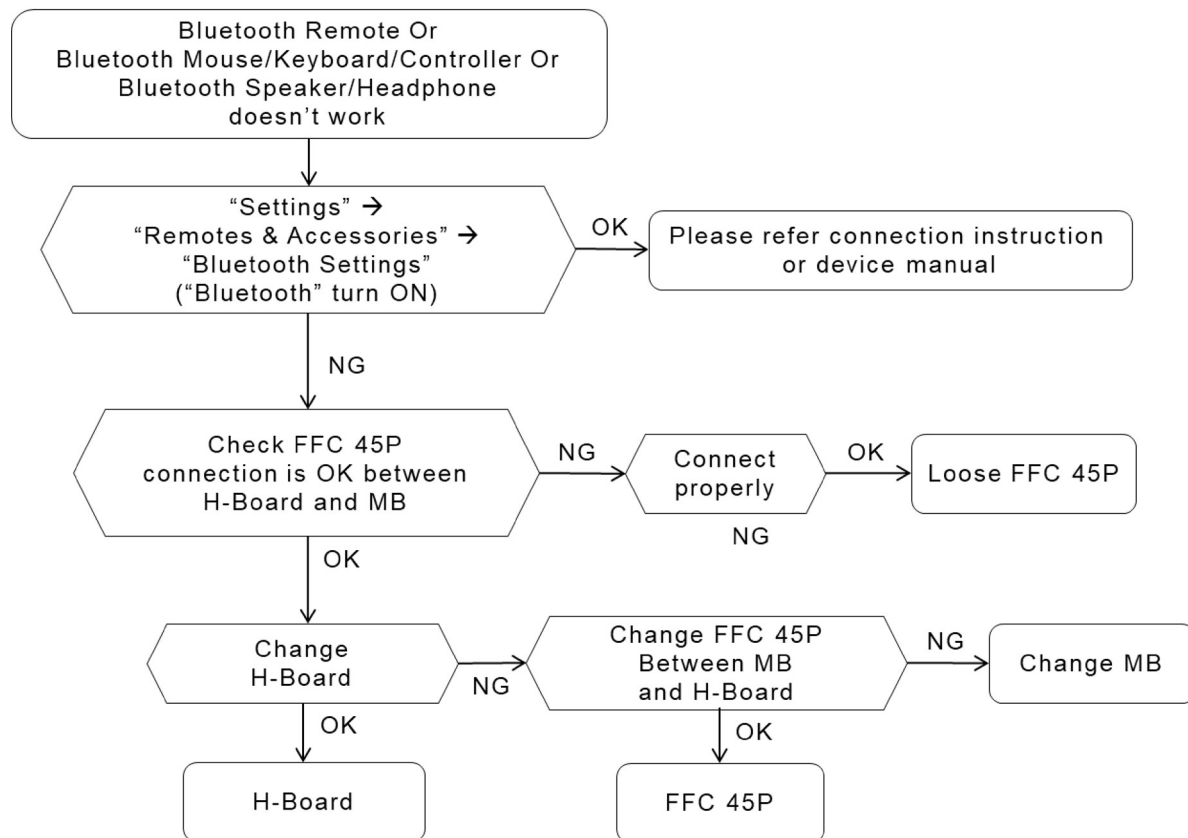 Bluetooth Remote Or
Bluetooth Mouse/Keyboard/Controller Or
Bluetooth Speaker/Headphone
doesn’t work
“Settings” →
“Remotes & Accessories” →
“Bluetooth Settings”
(“Bluetooth” turn ON)
OK
Please refer connection instruction
or device manual
NG
Check FFC 45P
connection is OK between
H-Board and MB
NG
Connect
properly
OK
Loose FFC 45P
NG
OK
Change
H-Board
NG
Change FFC 45P
Between MB
and H-Board
NG
Change MB
OK
H-Board
OK
FFC 45P